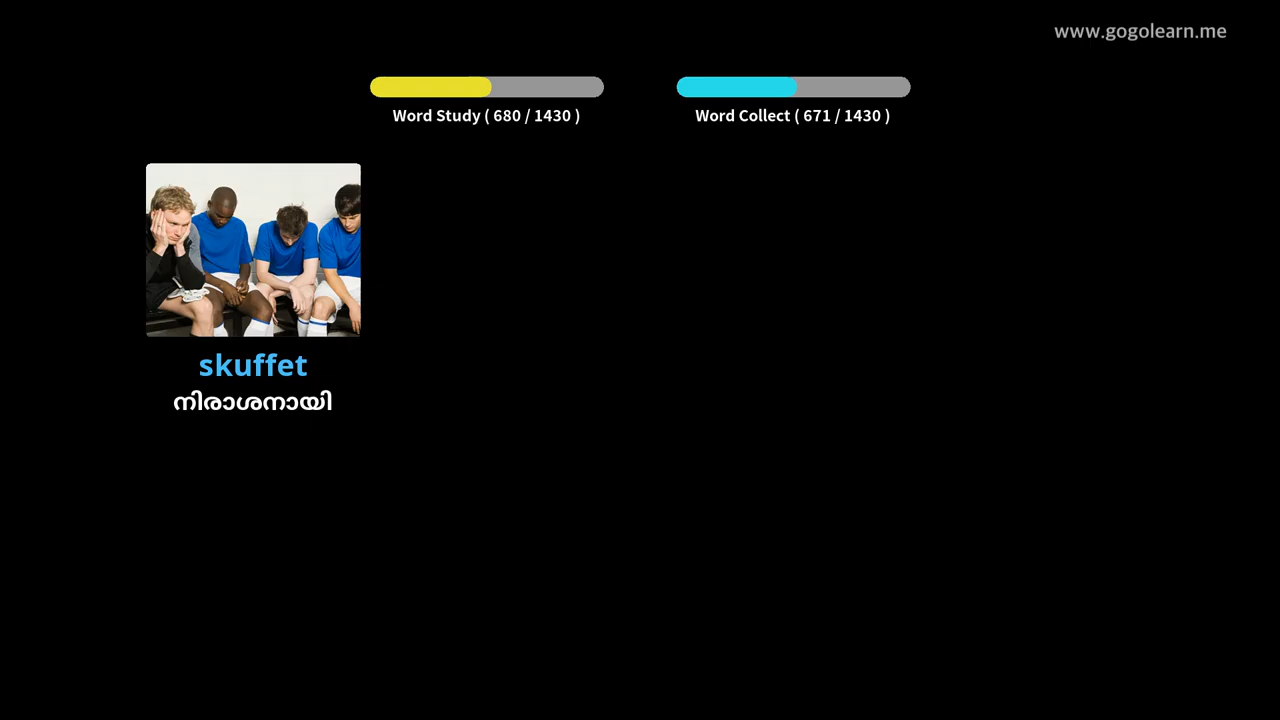 www.gogolearn.me
Word Study ( 680 / 1430 )
Word Collect ( 671 / 1430 )
skuffet
നിരാശനായി